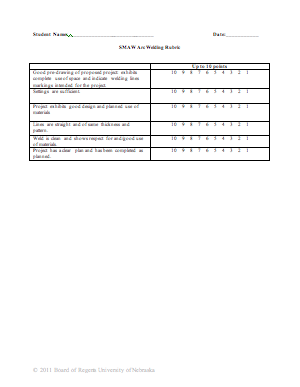 Student Name___________________________ Date:____________
SMAW Arc Welding Rubric
Up to 10 points
Good pre-drawing of proposed project exhibits
complete use of space and indicate welding lines
markings intended for the project.
10 9 8 7 6 5 4 3 2 1
Settings are sufficient.
10 9 8 7 6 5 4 3 2 1
Project exhibits good design and planned use of
materials.
10 9 8 7 6 5 4 3 2 1
Lines are straight and of same thickness and
pattern.
10 9 8 7 6 5 4 3 2 1
Weld is clean and shows respect for and good use
of materials.
10 9 8 7 6 5 4 3 2 1
Project has a clear plan and has been completed as
planned.
10 9 8 7 6 5 4 3 2 1
© 2011 Board of Regents University of Nebraska